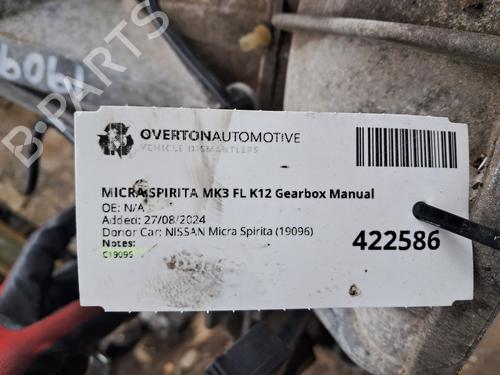 19096
B-PARTS
OVERTONAUTOMOTIVE
VEHICLE DISMANTLERS
MICRA SPIRITA MK3 FL K12 Gearbox Manual
OE: N/A
Added: 27/08/2024
Donor Car: NISSAN Micra Spirita (19096)
Notes:
C19096
422586